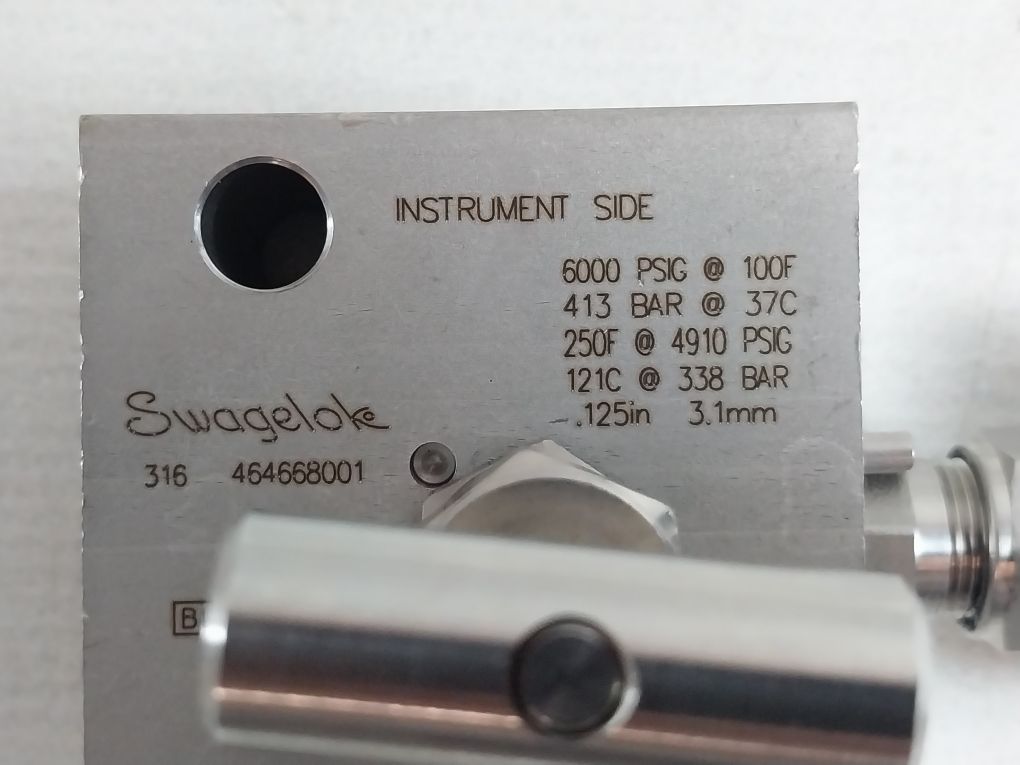 INSTRUMENT SIDE
6000 PSIG @ 100F
413 BAR @ 37C
250F @ 4910 PSIG
121C @ 338 BAR
.125in 3.1mm
Swagelok
316 464668001
B